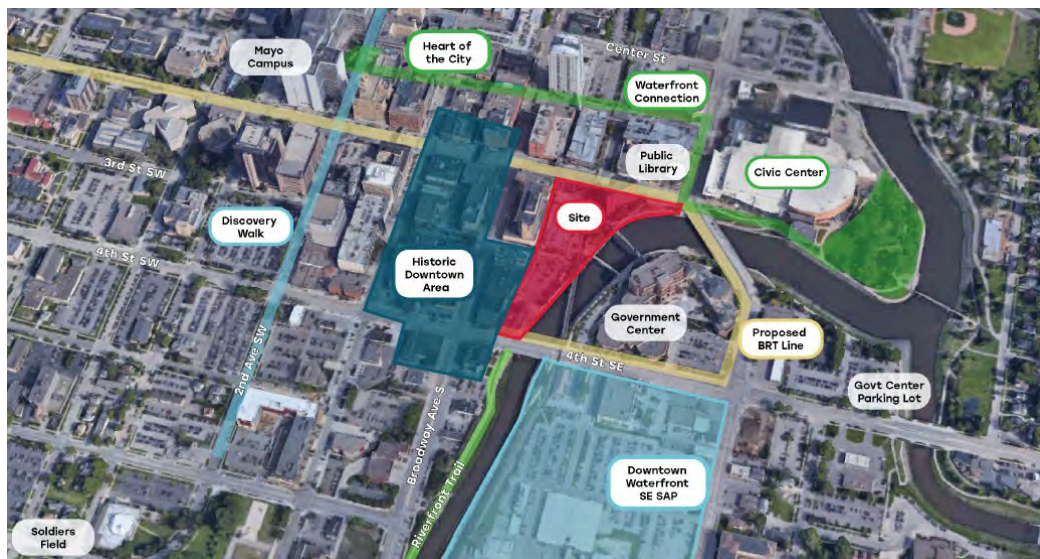 Heart of
the City
Center St
Mayo
Campus
Waterfront
Connection
3rd St SW
Public
Library
Civic Center
Discovery
Walk
Site
4th St SW
Historic
Downtown
Area
Government
Center
Proposed
BRT Line
4th St SE
2nd Ave SW
Govt Center
Parking Lot
Broadway Ave S
Downtown
Waterfront
SE SAP
Riverfront Trail
Soldiers
Field